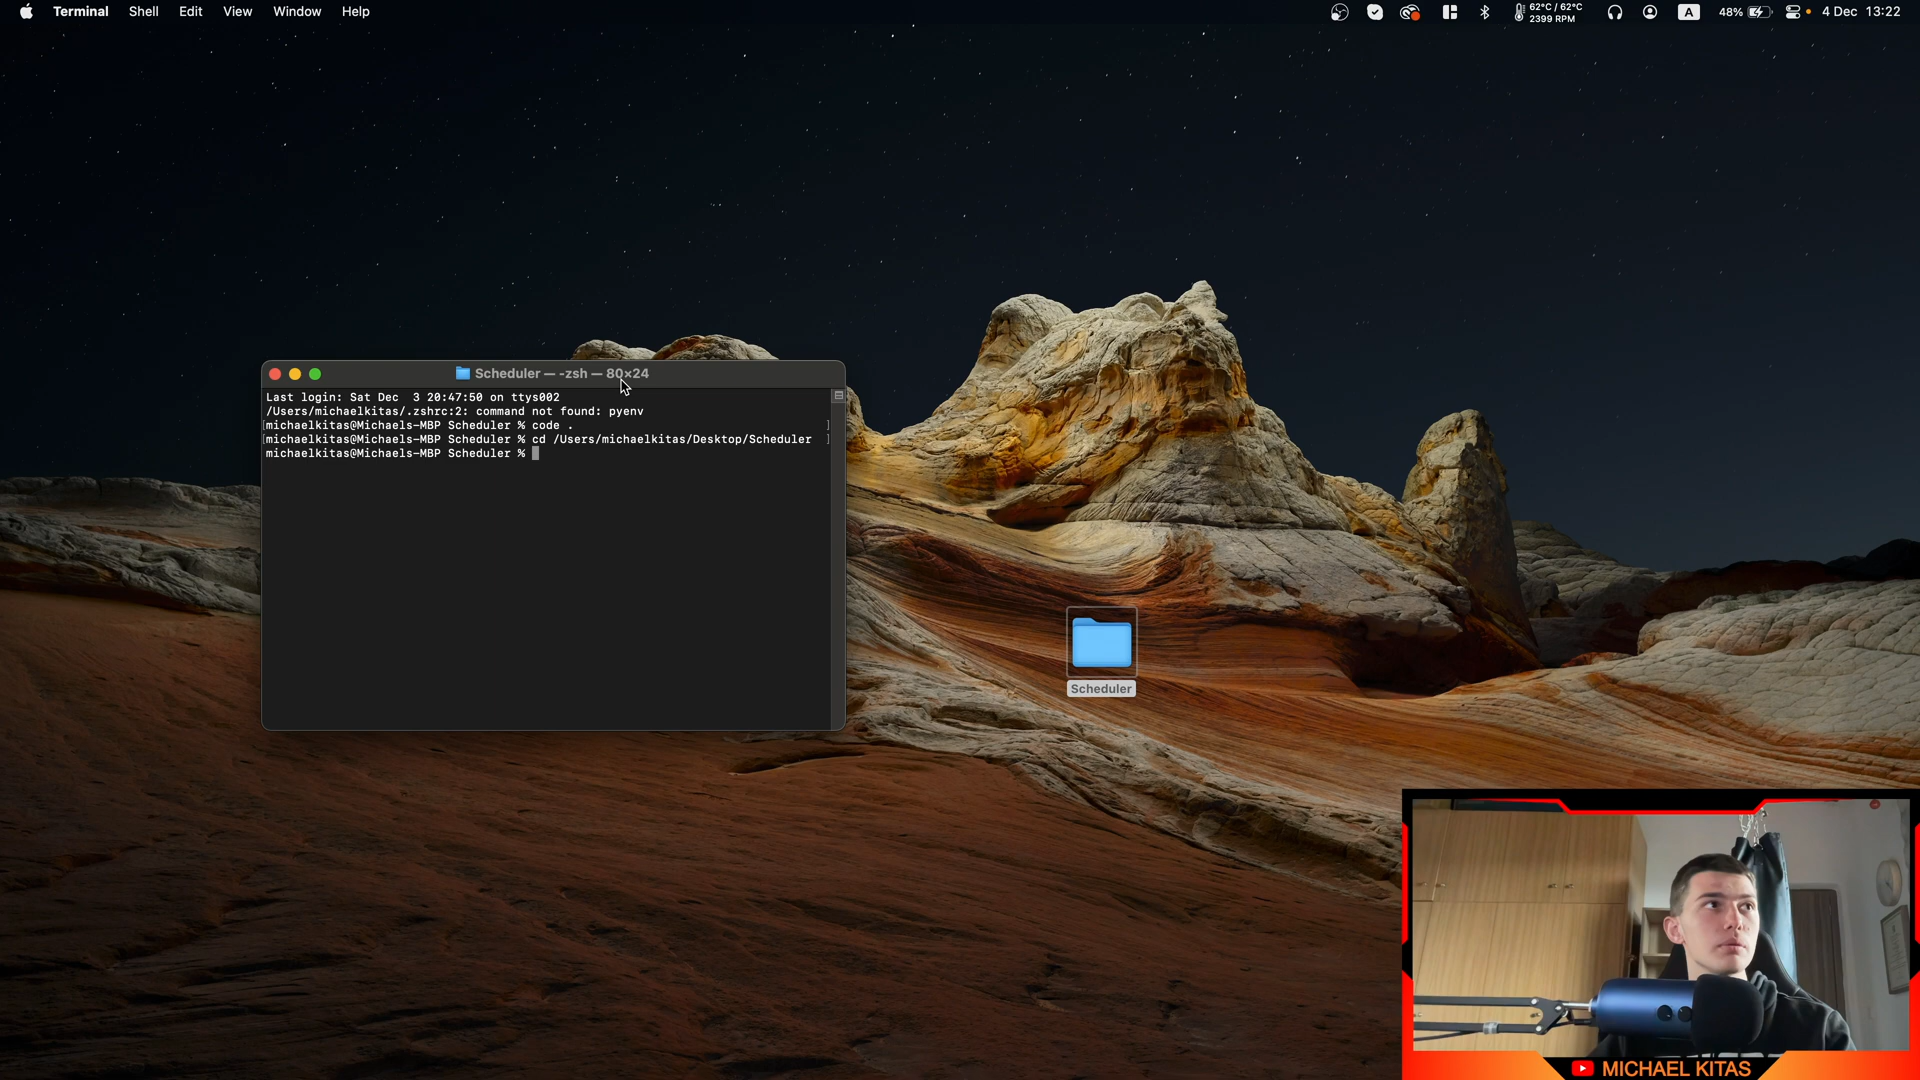 Terminal Shell Edit View Window Help
62°C / 62°C
2399 RPM
A 48% 4 Dec 13:22
Scheduler — -zsh — 80×24
Last login: Sat Dec  3 20:47:50 on ttys002
/Users/michaelkitas/.zshrc:2: command not found: pyenv
[michaelkitas@Michaels-MBP Scheduler % code . ]
[michaelkitas@Michaels-MBP Scheduler % cd /Users/michaelkitas/Desktop/Scheduler ]
michaelkitas@Michaels-MBP Scheduler %
Scheduler
MICHAEL KITAS